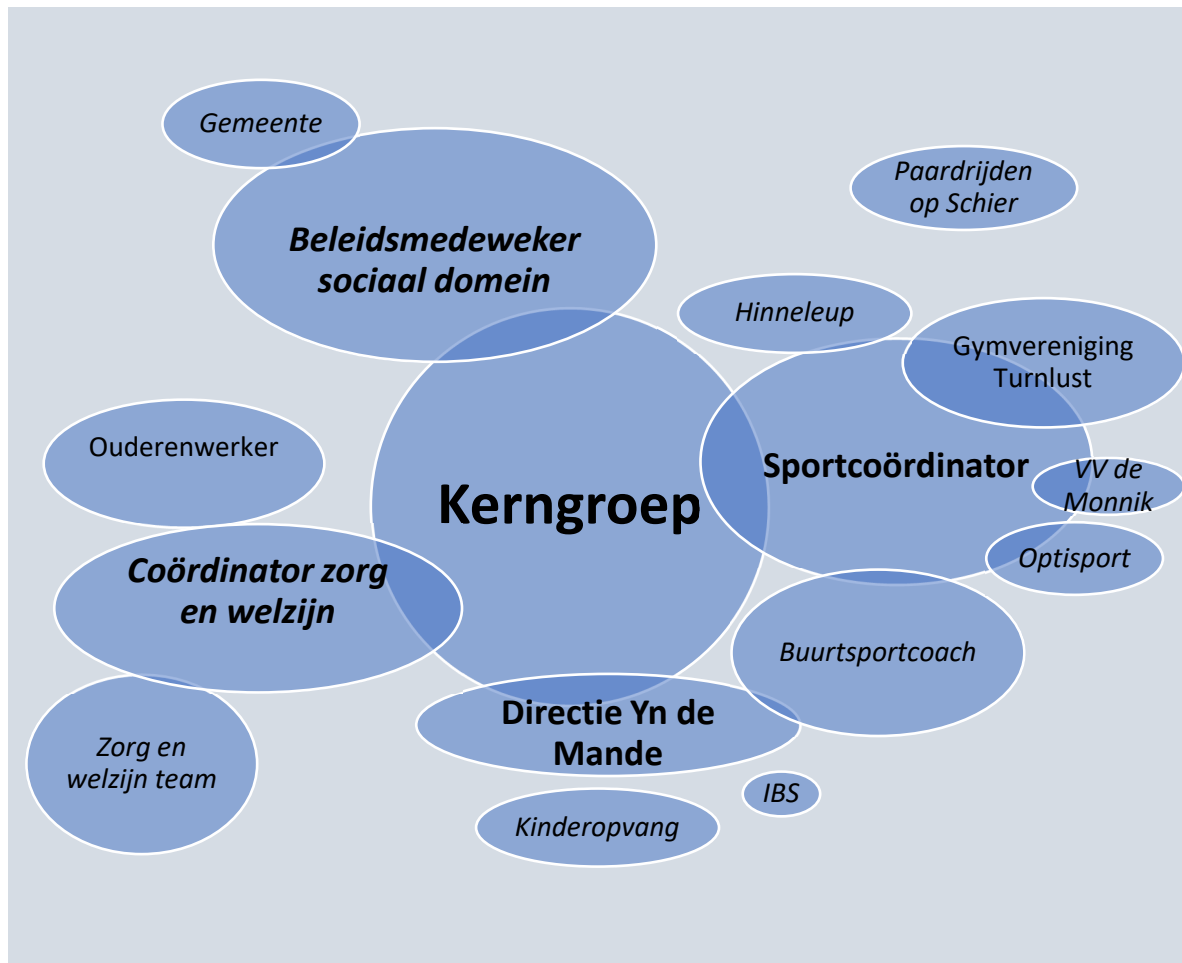 Gemeente
Paardrijden
op Schier
Beleidsmedeweker
sociaal domein
Hinneleup
Gymvereniging
Turnlust
Ouderenwerker
Sportcoördinator
VV de
Monnik
Kerngroep
Optisport
Coördinator zorg
en welzijn
Buurtsportcoach
Directie Yn de
Mande
Zorg en
welzijn team
IBS
Kinderopvang